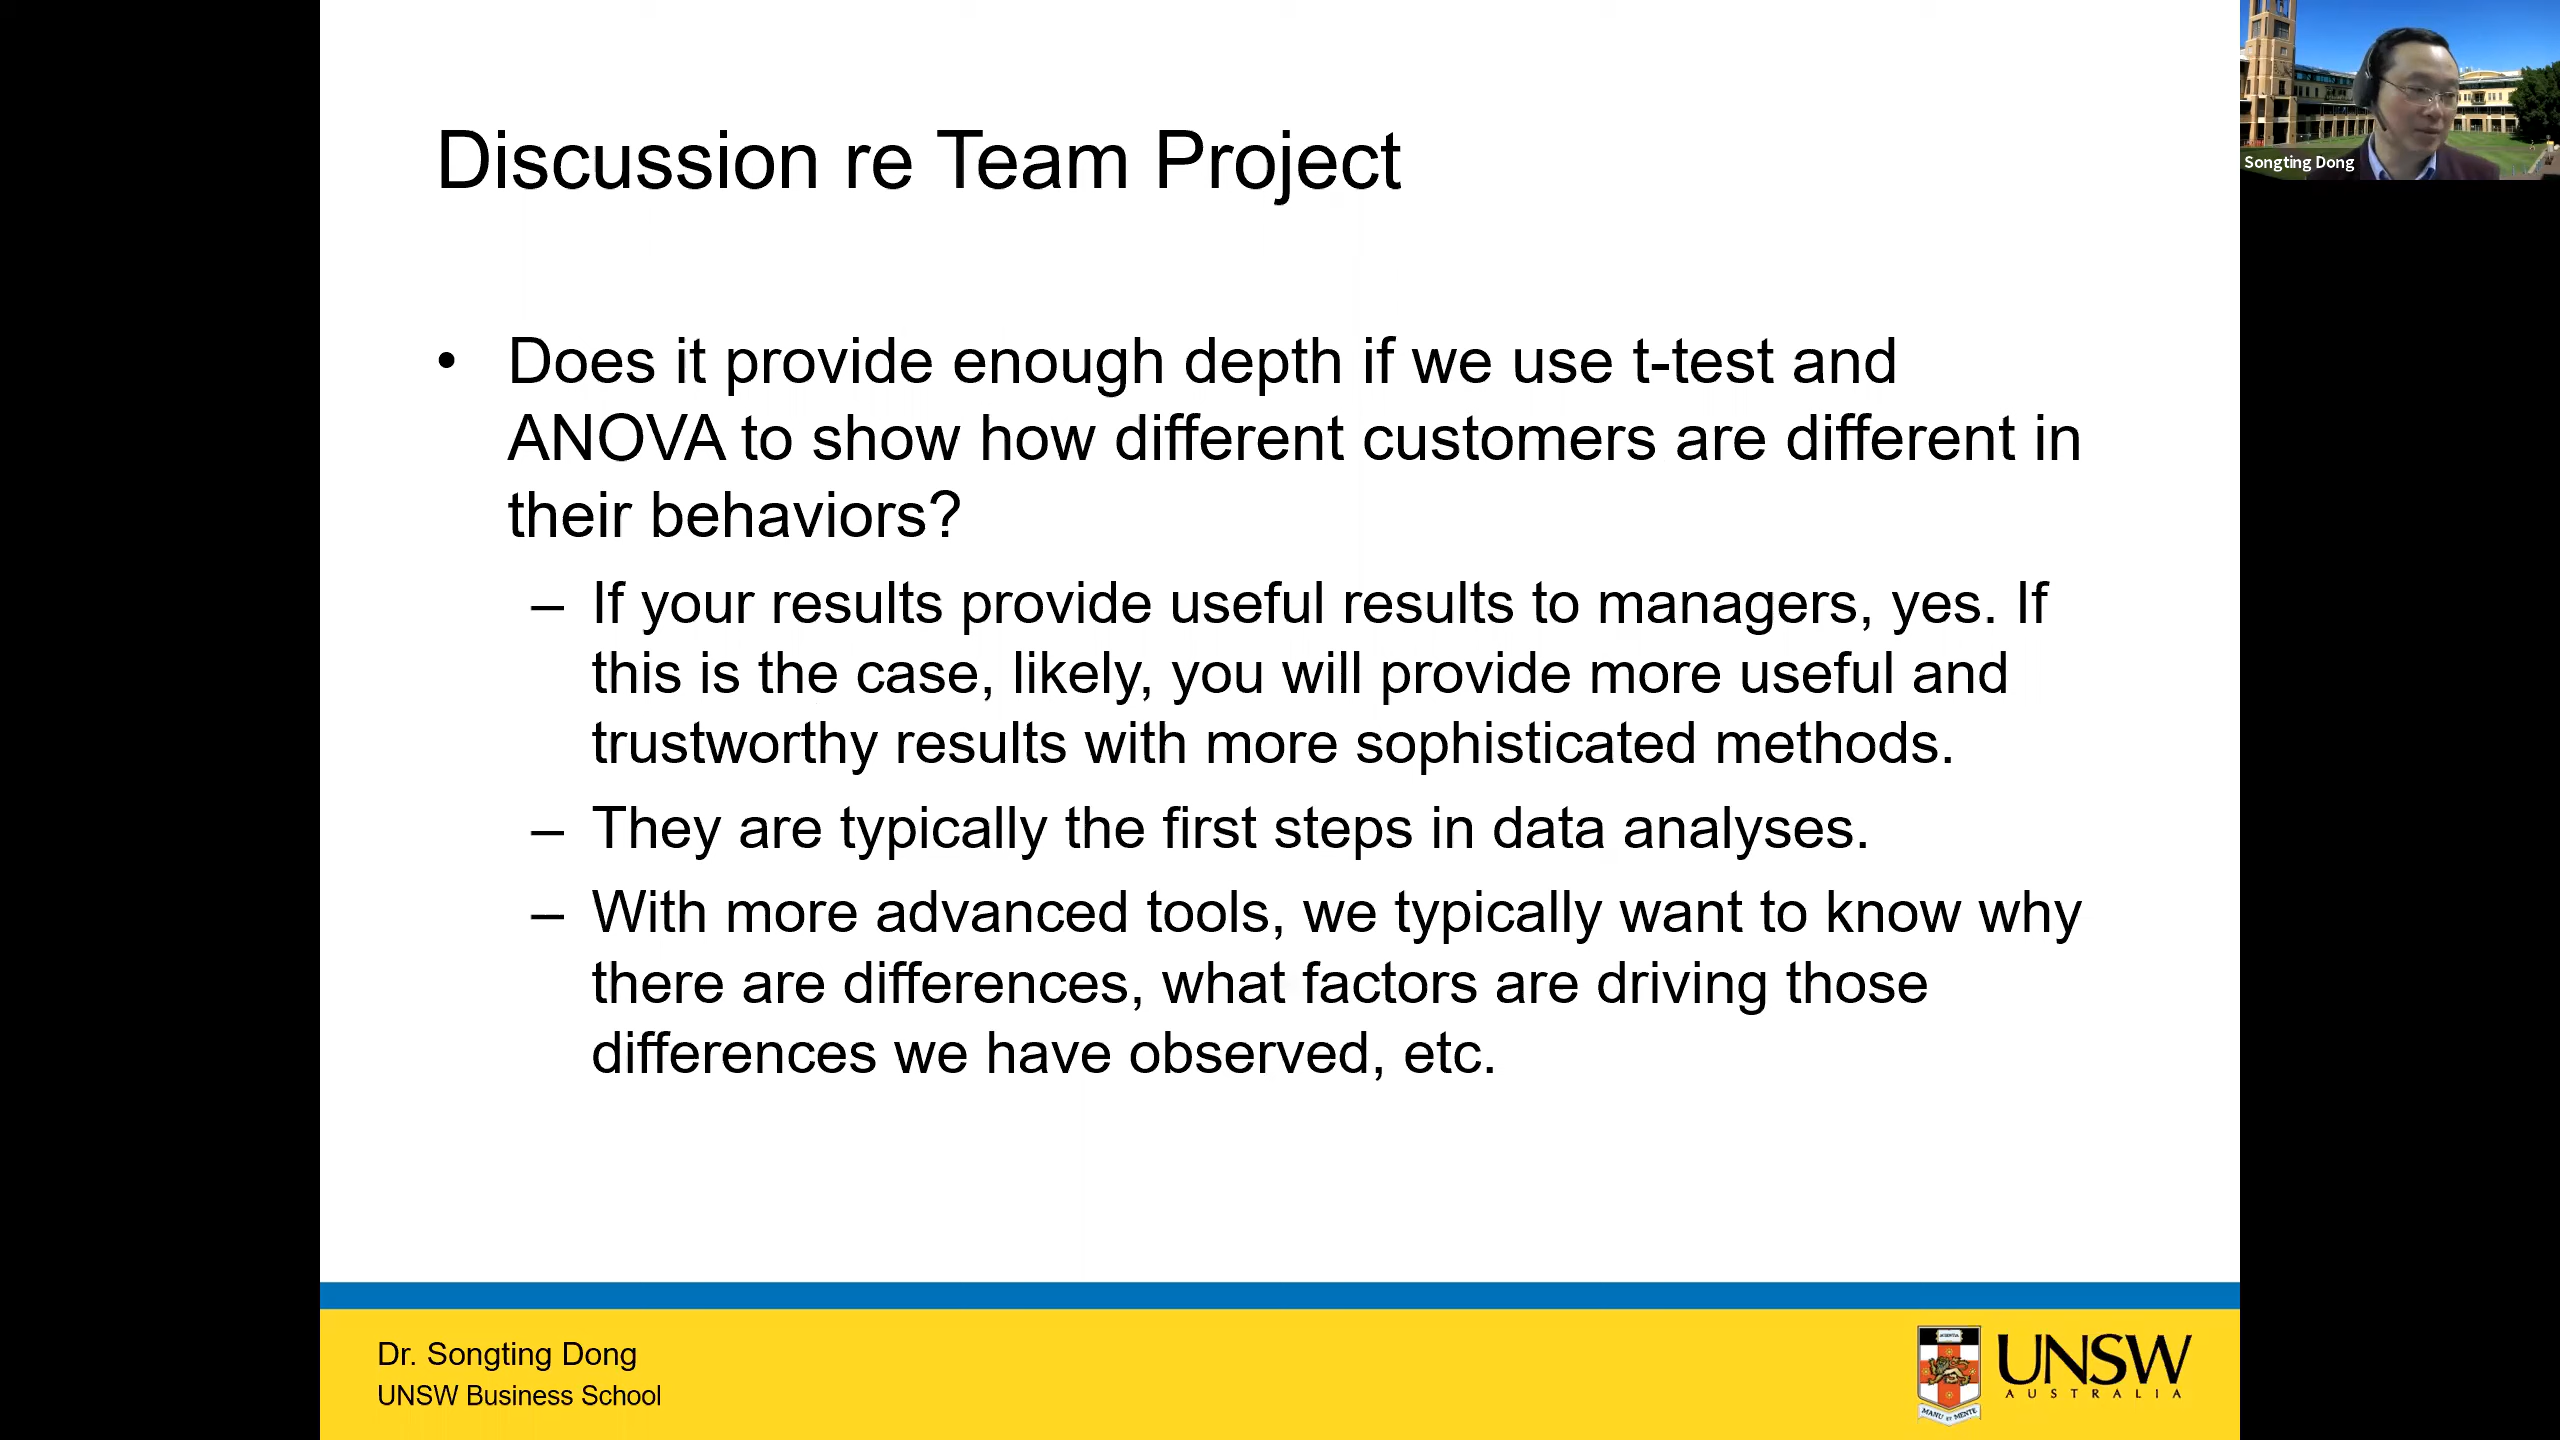 Discussion re Team Project
Songting Dong
• Does it provide enough depth if we use t-test and
ANOVA to show how different customers are different in
their behaviors?
– If your results provide useful results to managers, yes. If
this is the case, likely, you will provide more useful and
trustworthy results with more sophisticated methods.
– They are typically the first steps in data analyses.
– With more advanced tools, we typically want to know why
there are differences, what factors are driving those
differences we have observed, etc.
Dr. Songting Dong
UNSW Business School
SCIENTIA
MANU ET MENTE
UNSW
AUSTRALIA